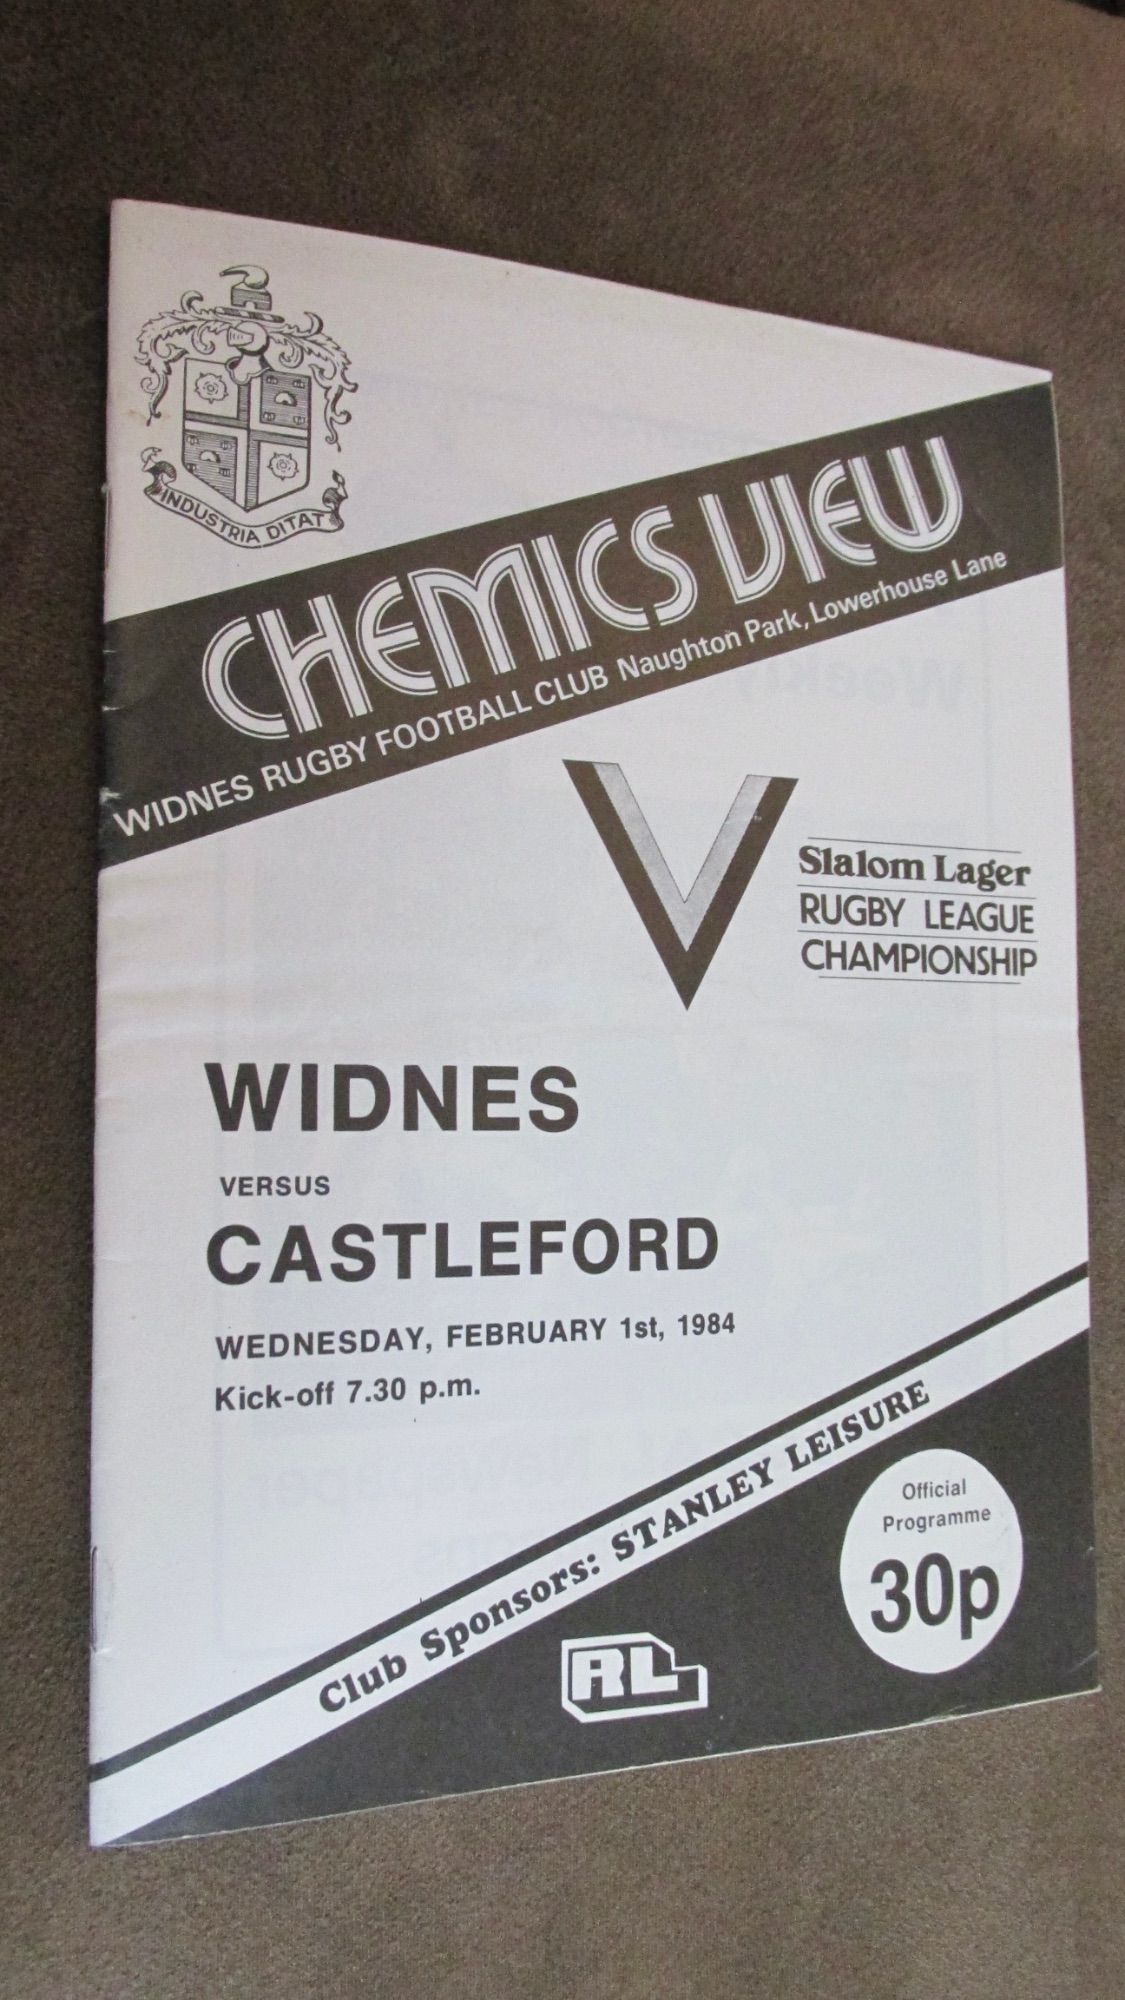 INDUSTRIA DITAT
CHEMICS VIEW
WIDNES RUGBY FOOTBALL CLUB Naughton Park, Lowerhouse Lane
V
Slalom Lager
RUGBY LEAGUE
CHAMPIONSHIP
WIDNES
VERSUS
CASTLEFORD
WEDNESDAY, FEBRUARY 1st, 1984
Kick-off 7.30 p.m.
Club Sponsors: STANLEY LEISURE
Official
Programme
30p
RL